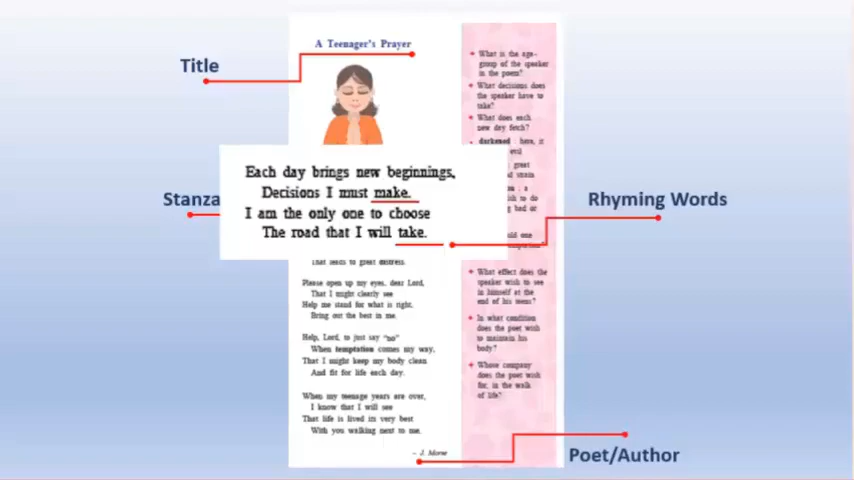 A Teenager's Prayer
Title
Each day brings new beginnings,
Decisions I must make.
I am the only one to choose
The road that I will take.
Stanza
Rhyming Words
That leads to great distress.
Please open up my eyes, dear Lord,
That I might clearly see
Help me stand for what is right,
Bring out the best in me.
Help, Lord, to just say “no”
When temptation comes my way,
That I might keep my body clean
And fit for life each day.
When my teenage years are over,
I know that I will see
That life is lived its very best
With you walking next to me.
– J. Morse
Poet/Author
What is the age-
group of the speaker
in the poem?
What decisions does
the speaker have to
take?
What does each
new day fetch?
darkened : here, it
evil
great
What effect does the
speaker wish to see
in himself at the
end of his teens?
In what condition
does the poet wish
to maintain his
body?
Whose company
does the poet wish
for, in the walk
of life?